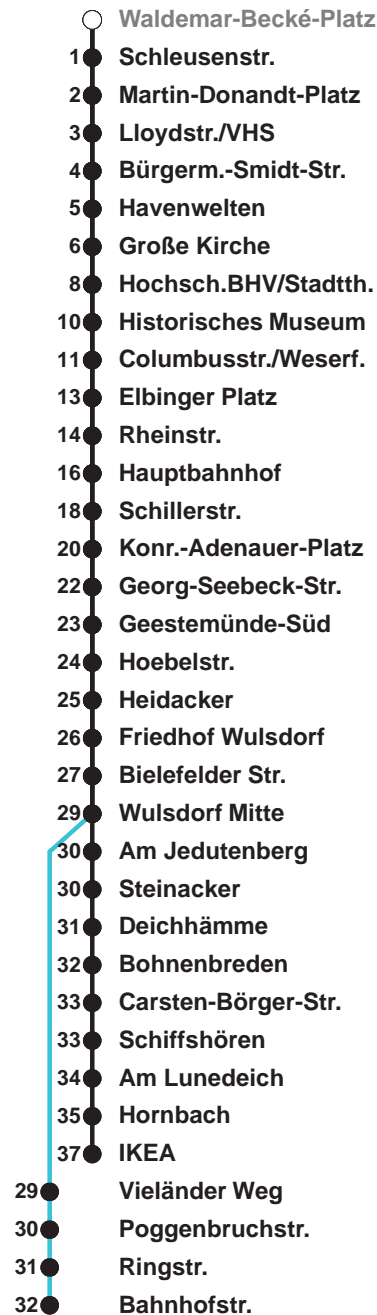 Waldemar-Becké-Platz
1 Schleusenstr.
2 Martin-Donandt-Platz
3 Lloydstr./VHS
4 Bürgerm.-Smidt-Str.
5 Havenwelten
6 Große Kirche
8 Hochsch.BHV/Stadtth.
10 Historisches Museum
11 Columbusstr./Weserf.
13 Elbinger Platz
14 Rheinstr.
16 Hauptbahnhof
18 Schillerstr.
20 Konr.-Adenauer-Platz
22 Georg-Seebeck-Str.
23 Geestemünde-Süd
24 Hoebelstr.
25 Heidacker
26 Friedhof Wulsdorf
27 Bielefelder Str.
29 Wulsdorf Mitte
30 Am Jedutenberg
30 Steinacker
31 Deichhämme
32 Bohnenbreden
33 Carsten-Börger-Str.
33 Schiffshören
34 Am Lunedeich
35 Hornbach
37 IKEA
29 Vieländer Weg
30 Poggenbruchstr.
31 Ringstr.
32 Bahnhofstr.